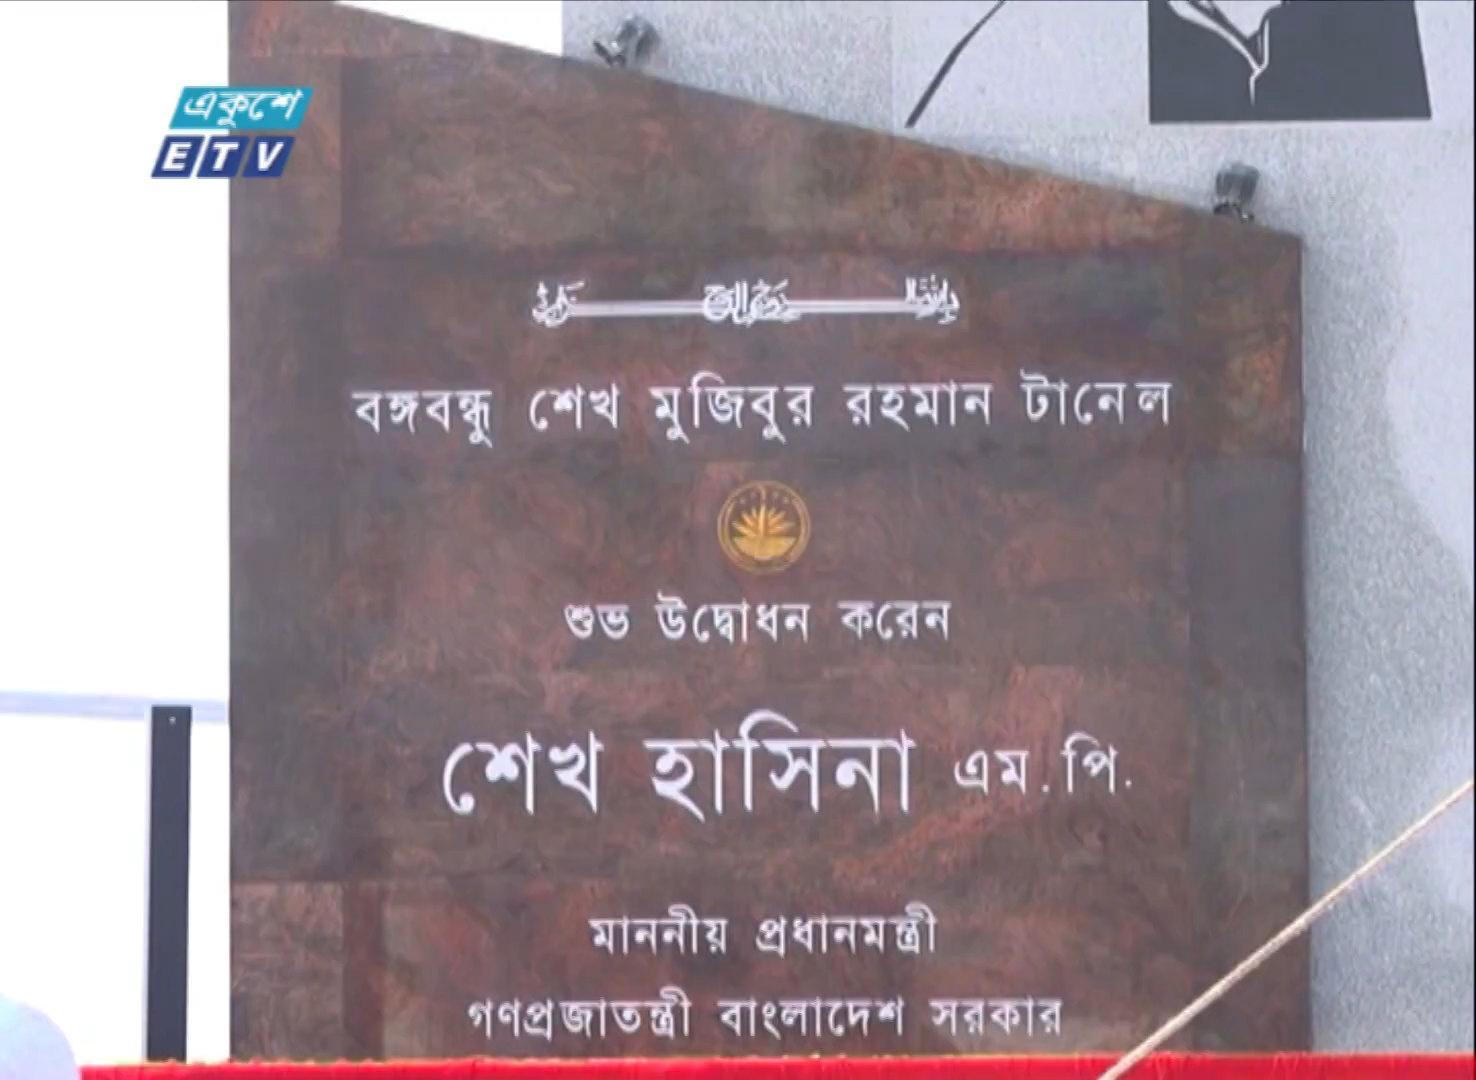 একুশে
ETV
বঙ্গবন্ধু শেখ মুজিবুর রহমান টানেল
শুভ উদ্বোধন করেন
শেখ হাসিনা এম.পি.
মাননীয় প্রধানমন্ত্রী
গণপ্রজাতন্ত্রী বাংলাদেশ সরকার